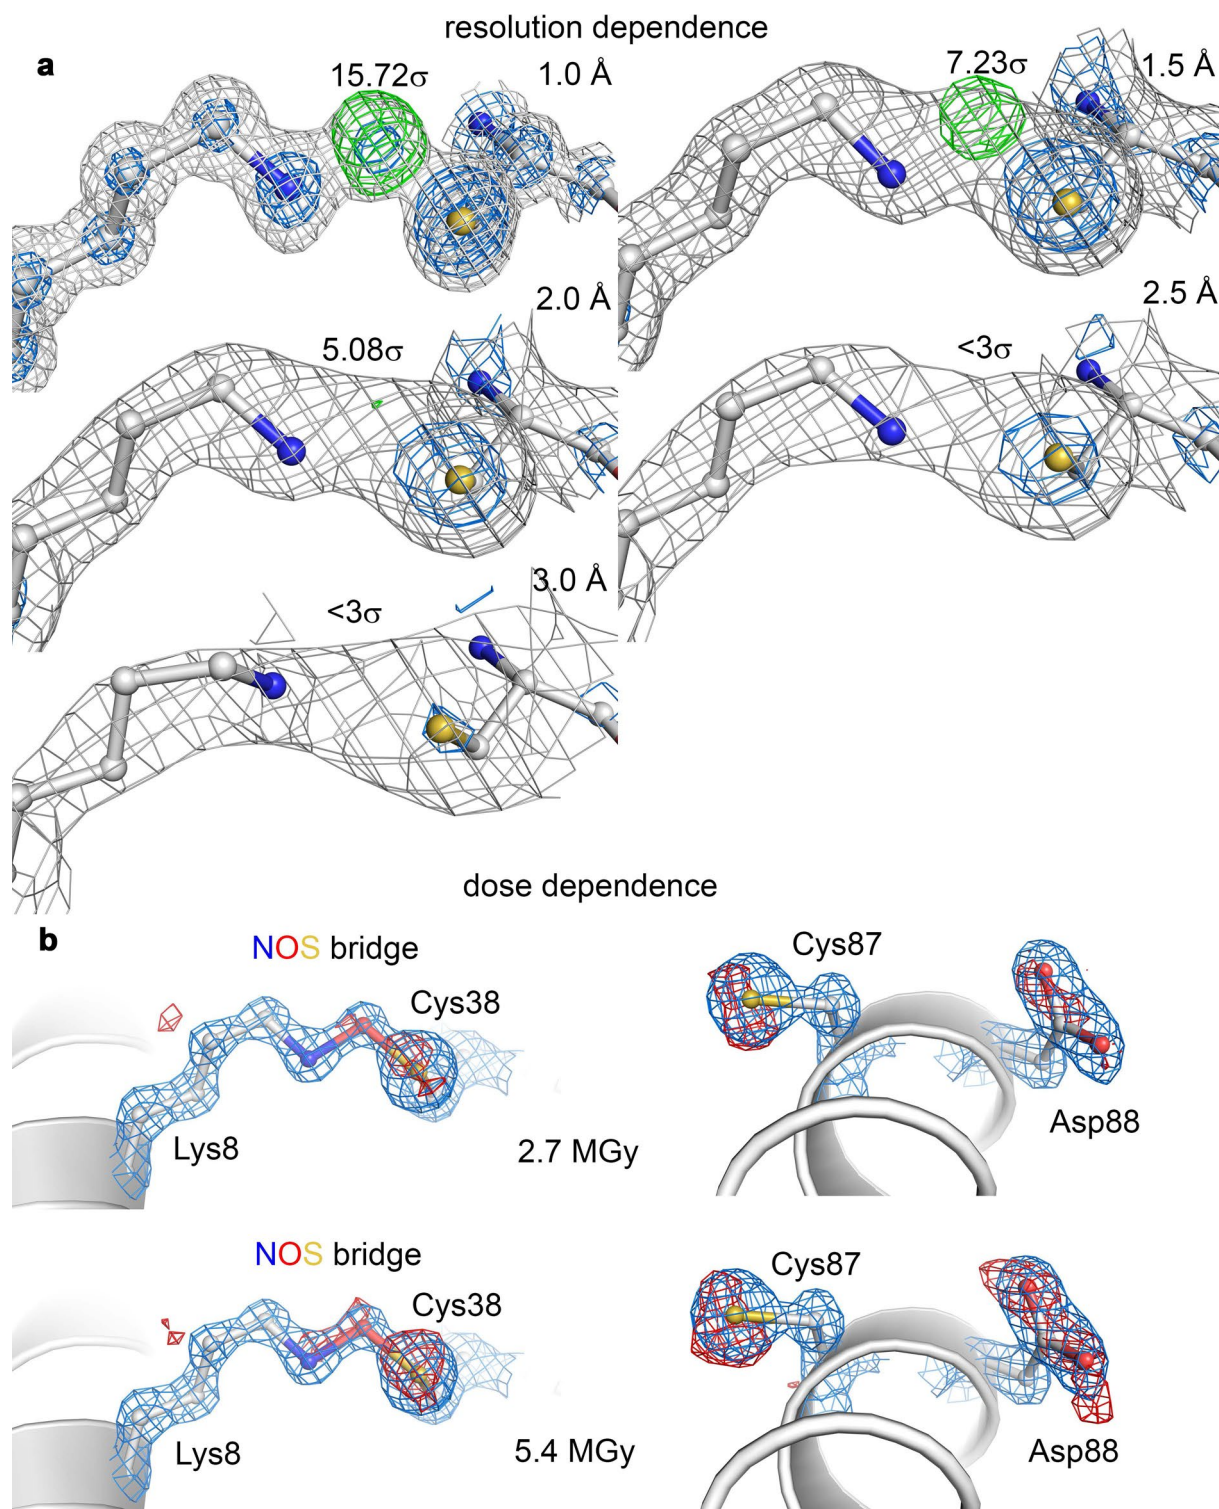 resolution dependence
a
15.72σ
1.0 Å
7.23σ
1.5 Å
5.08σ
2.0 Å
<3σ
2.5 Å
<3σ
3.0 Å
dose dependence
b
NOS bridge
Cys38
Lys8
2.7 MGy
Cys87
Asp88
NOS bridge
Cys38
Lys8
5.4 MGy
Cys87
Asp88